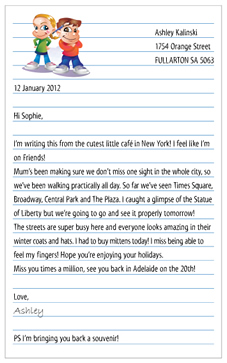 Ashley Kalinski
1754 Orange Street
FULLARTON SA 5063
12 January 2012
Hi Sophie,
I'm writing this from the cutest little café in New York! I feel like I'm
on Friends!
Mum's been making sure we don't miss one sight in the whole city, so
we've been walking practically all day. So far we've seen Times Square,
Broadway, Central Park and The Plaza. I caught a glimpse of the Statue
of Liberty but we're going to go and see it properly tomorrow!
The streets are super busy here and everyone looks amazing in their
winter coats and hats. I had to buy mittens today! I miss being able to
feel my fingers! Hope you're enjoying your holidays.
Miss you times a million, see you back in Adelaide on the 20th!
Love,
Ashley
PS I'm bringing you back a souvenir!